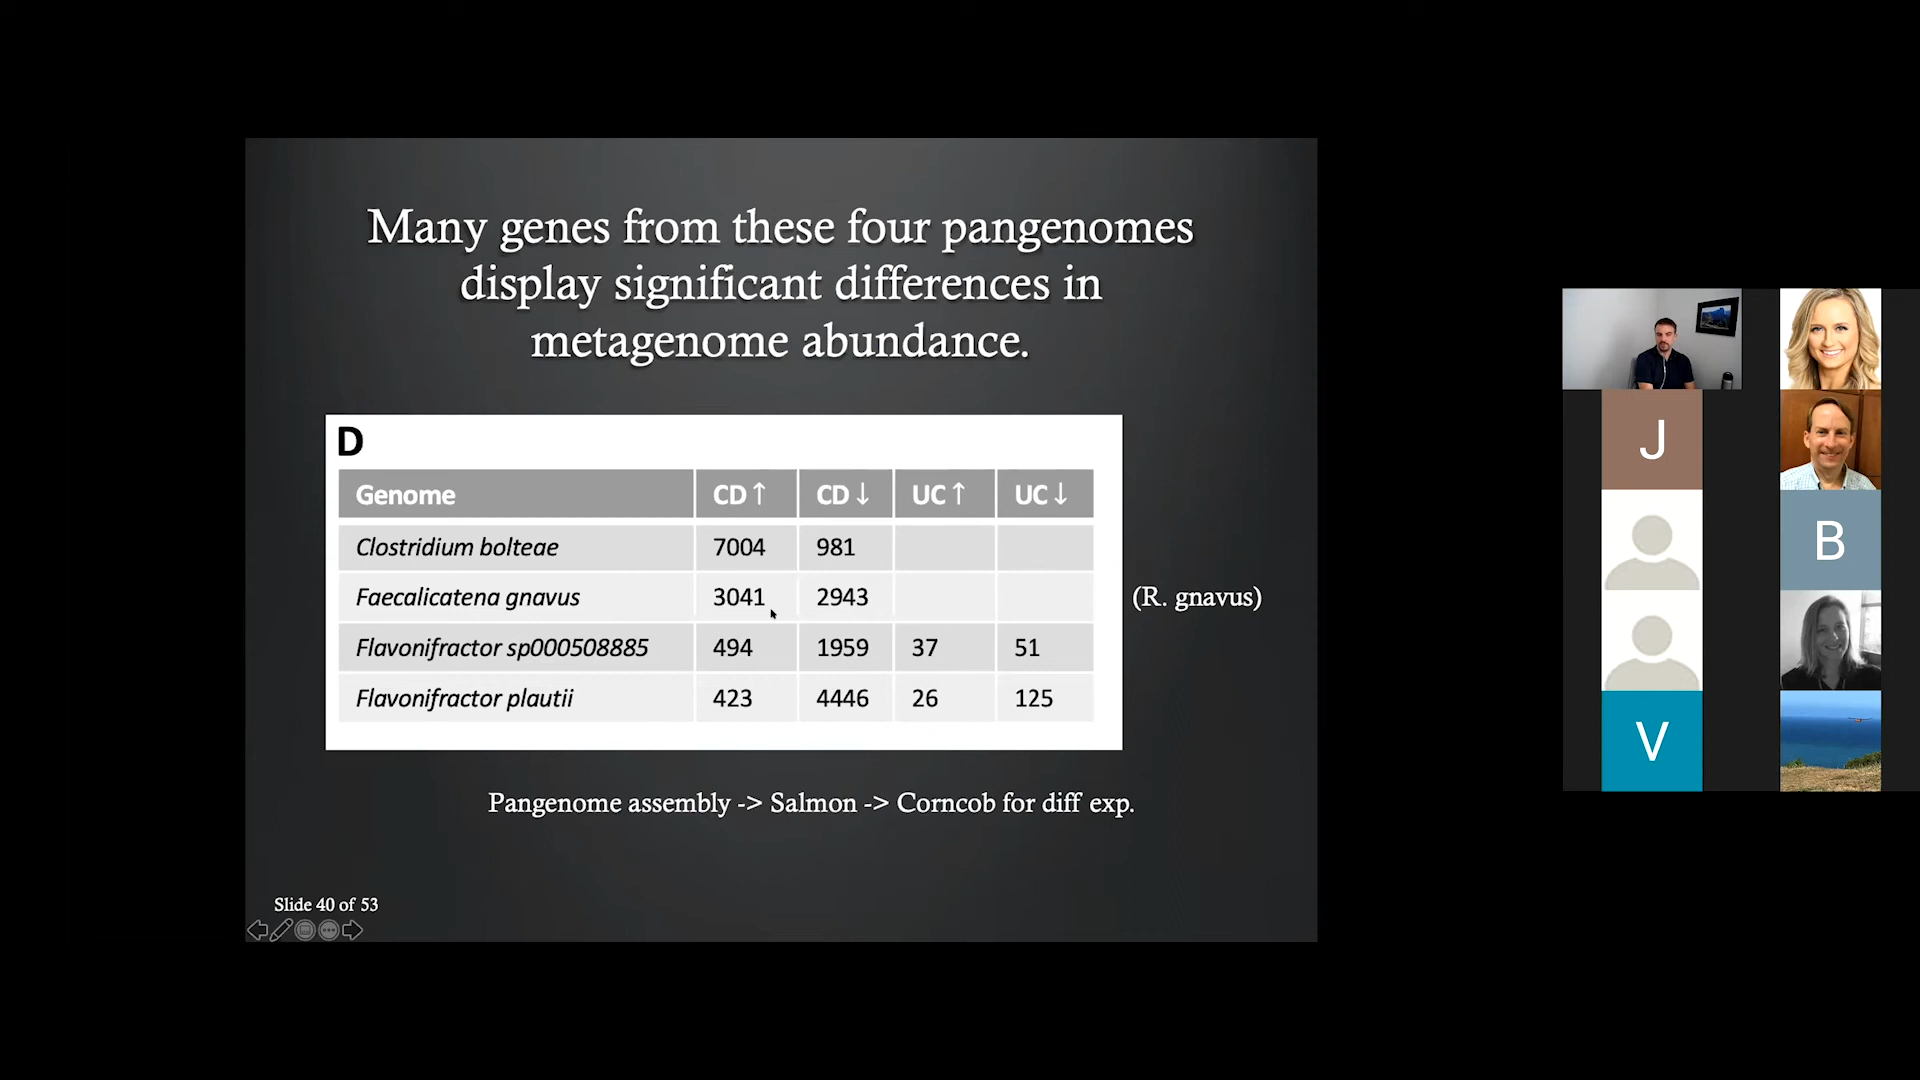 Many genes from these four pangenomes
display significant differences in
metagenome abundance.
D
Genome CD↑ CD↓ UC↑ UC↓
Clostridium bolteae 7004 981
Faecalicatena gnavus 3041 2943
(R. gnavus)
Flavonifractor sp000508885 494 1959 37 51
Flavonifractor plautii 423 4446 26 125
Pangenome assembly -> Salmon -> Corncob for diff exp.
Slide 40 of 53
J
B
V